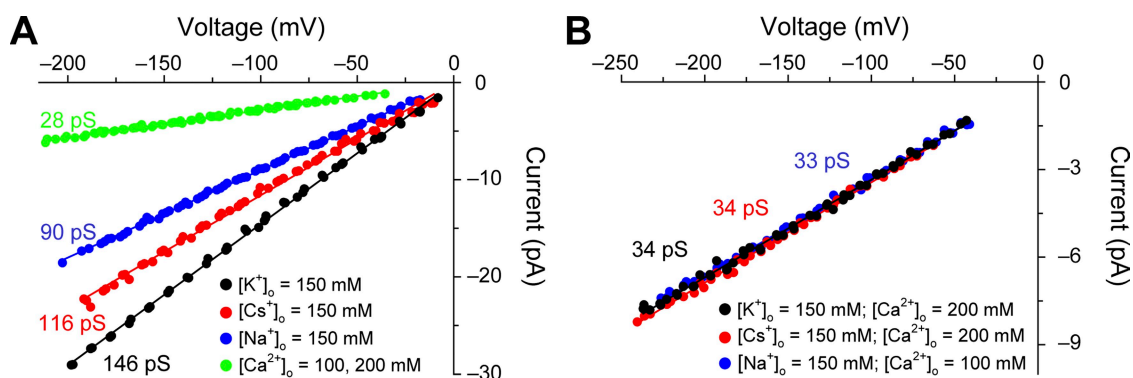 A
Voltage (mV)
−200 −150 −100 −50 0
0
−10
−20
−30
Current (pA)
28 pS
90 pS
116 pS
146 pS
[K⁺]ₒ = 150 mM
[Cs⁺]ₒ = 150 mM
[Na⁺]ₒ = 150 mM
[Ca²⁺]ₒ = 100, 200 mM
B
Voltage (mV)
−250 −200 −150 −100 −50 0
0
−3
−6
−9
Current (pA)
33 pS
34 pS
34 pS
[K⁺]ₒ = 150 mM; [Ca²⁺]ₒ = 200 mM
[Cs⁺]ₒ = 150 mM; [Ca²⁺]ₒ = 200 mM
[Na⁺]ₒ = 150 mM; [Ca²⁺]ₒ = 100 mM